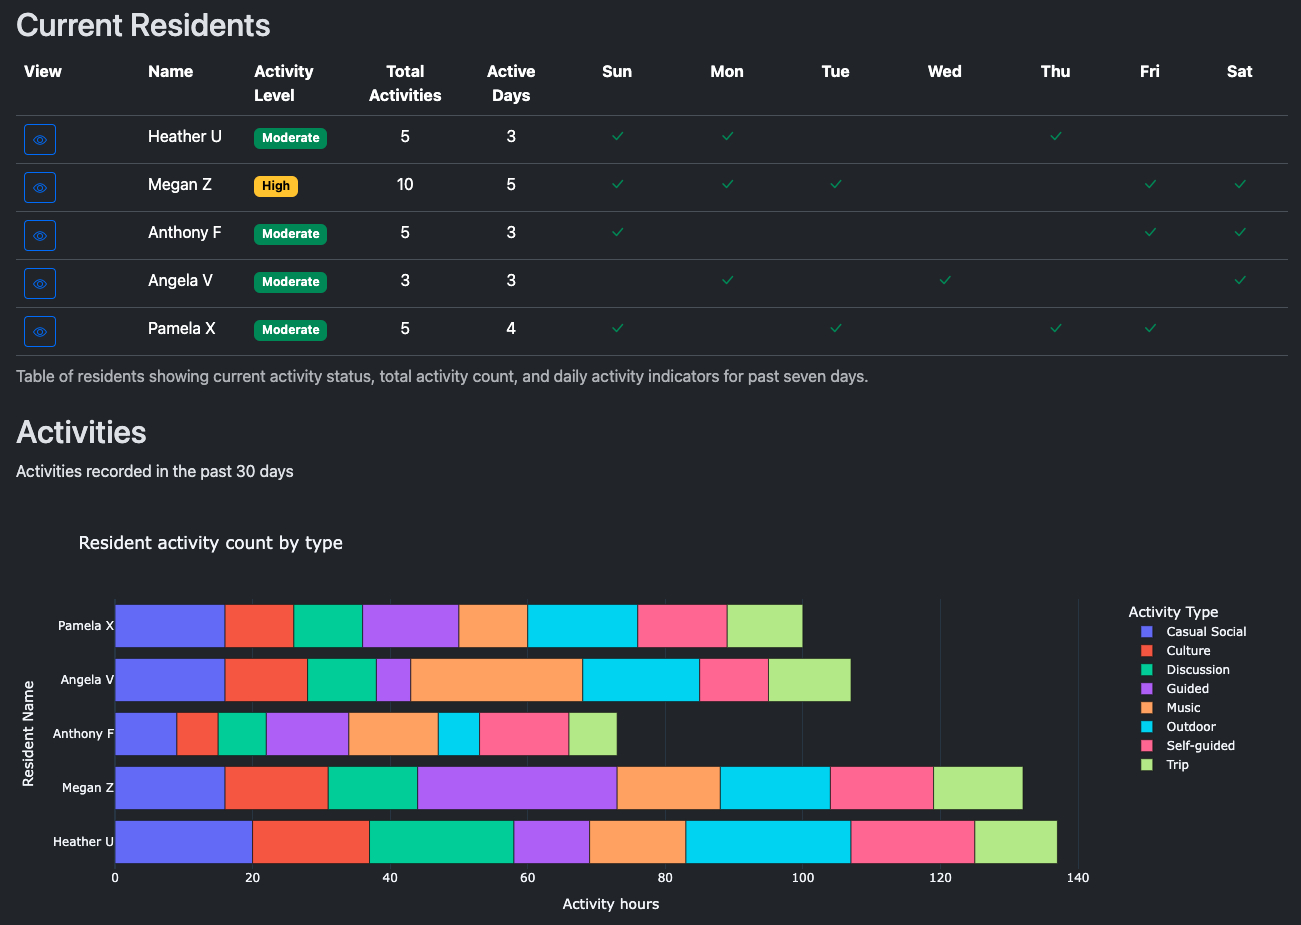 Current Residents
View Name Activity Level Total Activities Active Days Sun Mon Tue Wed Thu Fri Sat
Heather U Moderate 5 3 ✓ ✓ ✓
Megan Z High 10 5 ✓ ✓ ✓ ✓ ✓
Anthony F Moderate 5 3 ✓ ✓ ✓
Angela V Moderate 3 3 ✓ ✓ ✓
Pamela X Moderate 5 4 ✓ ✓ ✓ ✓
Table of residents showing current activity status, total activity count, and daily activity indicators for past seven days.
Activities
Activities recorded in the past 30 days
Resident activity count by type
Resident Name
Pamela X
Angela V
Anthony F
Megan Z
Heather U
0 20 40 60 80 100 120 140
Activity hours
Activity Type
Casual Social
Culture
Discussion
Guided
Music
Outdoor
Self-guided
Trip